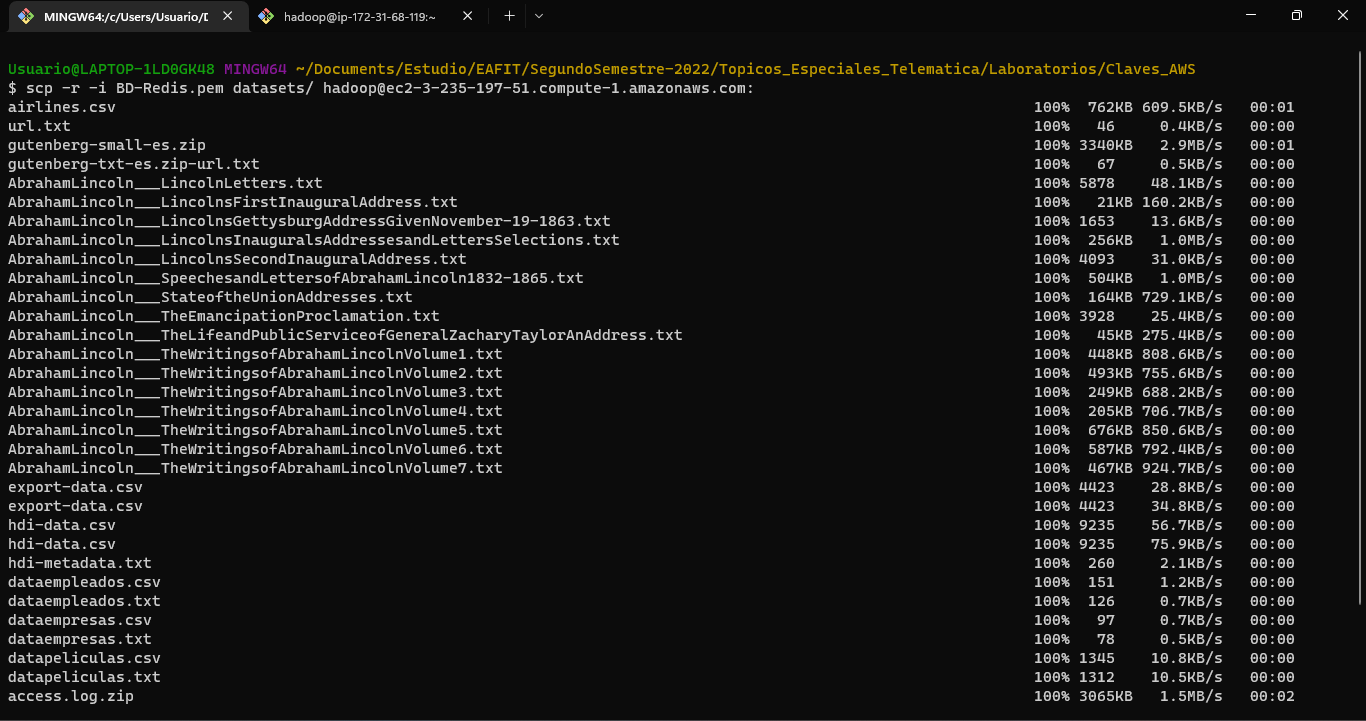 MINGW64:/c/Users/Usuario/D
hadoop@ip-172-31-68-119:~
Usuario@LAPTOP-1LD0GK48 MINGW64 ~/Documents/Estudio/EAFIT/SegundoSemestre-2022/Topicos_Especiales_Telematica/Laboratorios/Claves_AWS
$ scp -r -i BD-Redis.pem datasets/ hadoop@ec2-3-235-197-51.compute-1.amazonaws.com:
airlines.csv 100% 762KB 609.5KB/s 00:01
url.txt 100% 46 0.4KB/s 00:00
gutenberg-small-es.zip 100% 3340KB 2.9MB/s 00:01
gutenberg-txt-es.zip-url.txt 100% 67 0.5KB/s 00:00
AbrahamLincoln___LincolnLetters.txt 100% 5878 48.1KB/s 00:00
AbrahamLincoln___LincolnsFirstInauguralAddress.txt 100% 21KB 160.2KB/s 00:00
AbrahamLincoln___LincolnsGettysburgAddressGivenNovember-19-1863.txt 100% 1653 13.6KB/s 00:00
AbrahamLincoln___LincolnsInauguralsAddressesandLettersSelections.txt 100% 256KB 1.0MB/s 00:00
AbrahamLincoln___LincolnsSecondInauguralAddress.txt 100% 4093 31.0KB/s 00:00
AbrahamLincoln___SpeechesandLettersofAbrahamLincoln1832-1865.txt 100% 504KB 1.0MB/s 00:00
AbrahamLincoln___StateoftheUnionAddresses.txt 100% 164KB 729.1KB/s 00:00
AbrahamLincoln___TheEmancipationProclamation.txt 100% 3928 25.4KB/s 00:00
AbrahamLincoln___TheLifeandPublicServiceofGeneralZacharyTaylorAnAddress.txt 100% 45KB 275.4KB/s 00:00
AbrahamLincoln___TheWritingsofAbrahamLincolnVolume1.txt 100% 448KB 808.6KB/s 00:00
AbrahamLincoln___TheWritingsofAbrahamLincolnVolume2.txt 100% 493KB 755.6KB/s 00:00
AbrahamLincoln___TheWritingsofAbrahamLincolnVolume3.txt 100% 249KB 688.2KB/s 00:00
AbrahamLincoln___TheWritingsofAbrahamLincolnVolume4.txt 100% 205KB 706.7KB/s 00:00
AbrahamLincoln___TheWritingsofAbrahamLincolnVolume5.txt 100% 676KB 850.6KB/s 00:00
AbrahamLincoln___TheWritingsofAbrahamLincolnVolume6.txt 100% 587KB 792.4KB/s 00:00
AbrahamLincoln___TheWritingsofAbrahamLincolnVolume7.txt 100% 467KB 924.7KB/s 00:00
export-data.csv 100% 4423 28.8KB/s 00:00
export-data.csv 100% 4423 34.8KB/s 00:00
hdi-data.csv 100% 9235 56.7KB/s 00:00
hdi-data.csv 100% 9235 75.9KB/s 00:00
hdi-metadata.txt 100% 260 2.1KB/s 00:00
dataempleados.csv 100% 151 1.2KB/s 00:00
dataempleados.txt 100% 126 0.7KB/s 00:00
dataempresas.csv 100% 97 0.7KB/s 00:00
dataempresas.txt 100% 78 0.5KB/s 00:00
datapeliculas.csv 100% 1345 10.8KB/s 00:00
datapeliculas.txt 100% 1312 10.5KB/s 00:00
access.log.zip 100% 3065KB 1.5MB/s 00:02